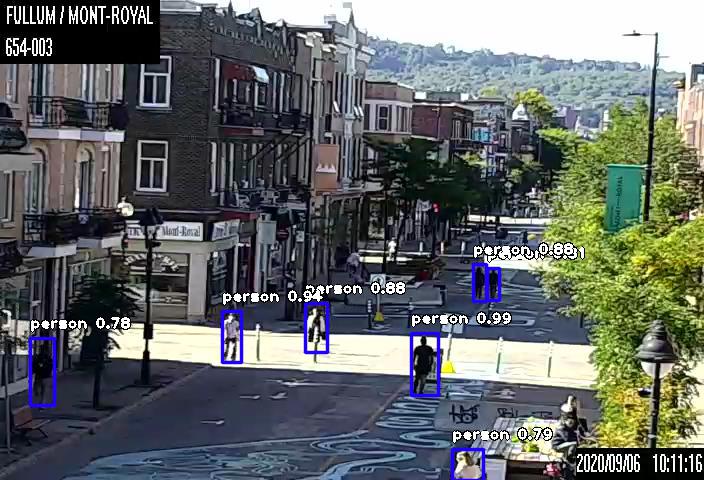 FULLUM / MONT-ROYAL
654-003
Mont-Royal
person 0.88
person 0.94
person 0.88
person 0.78
person 0.99
person 0.79
2020/09/06 10:11:16